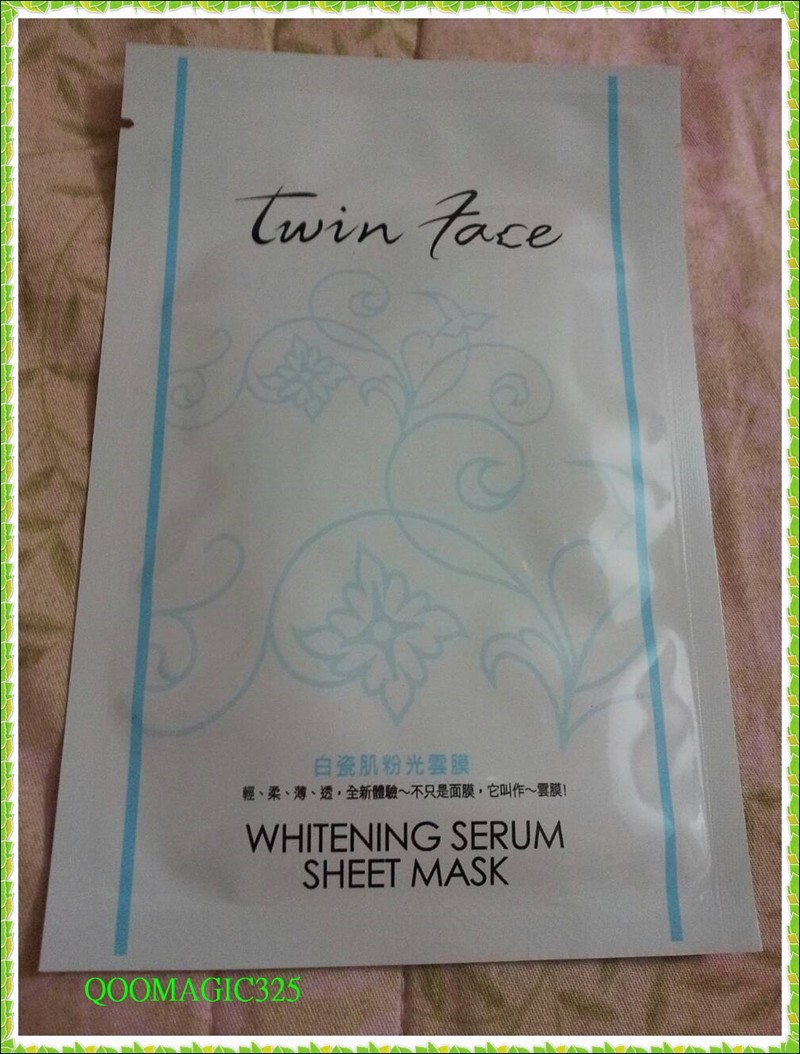 Twin Face
白瓷肌粉光雲膜
輕、柔、薄、透，全新體驗～不只是面膜，它叫作～雲膜!
WHITENING SERUM
SHEET MASK
QOOMAGIC325